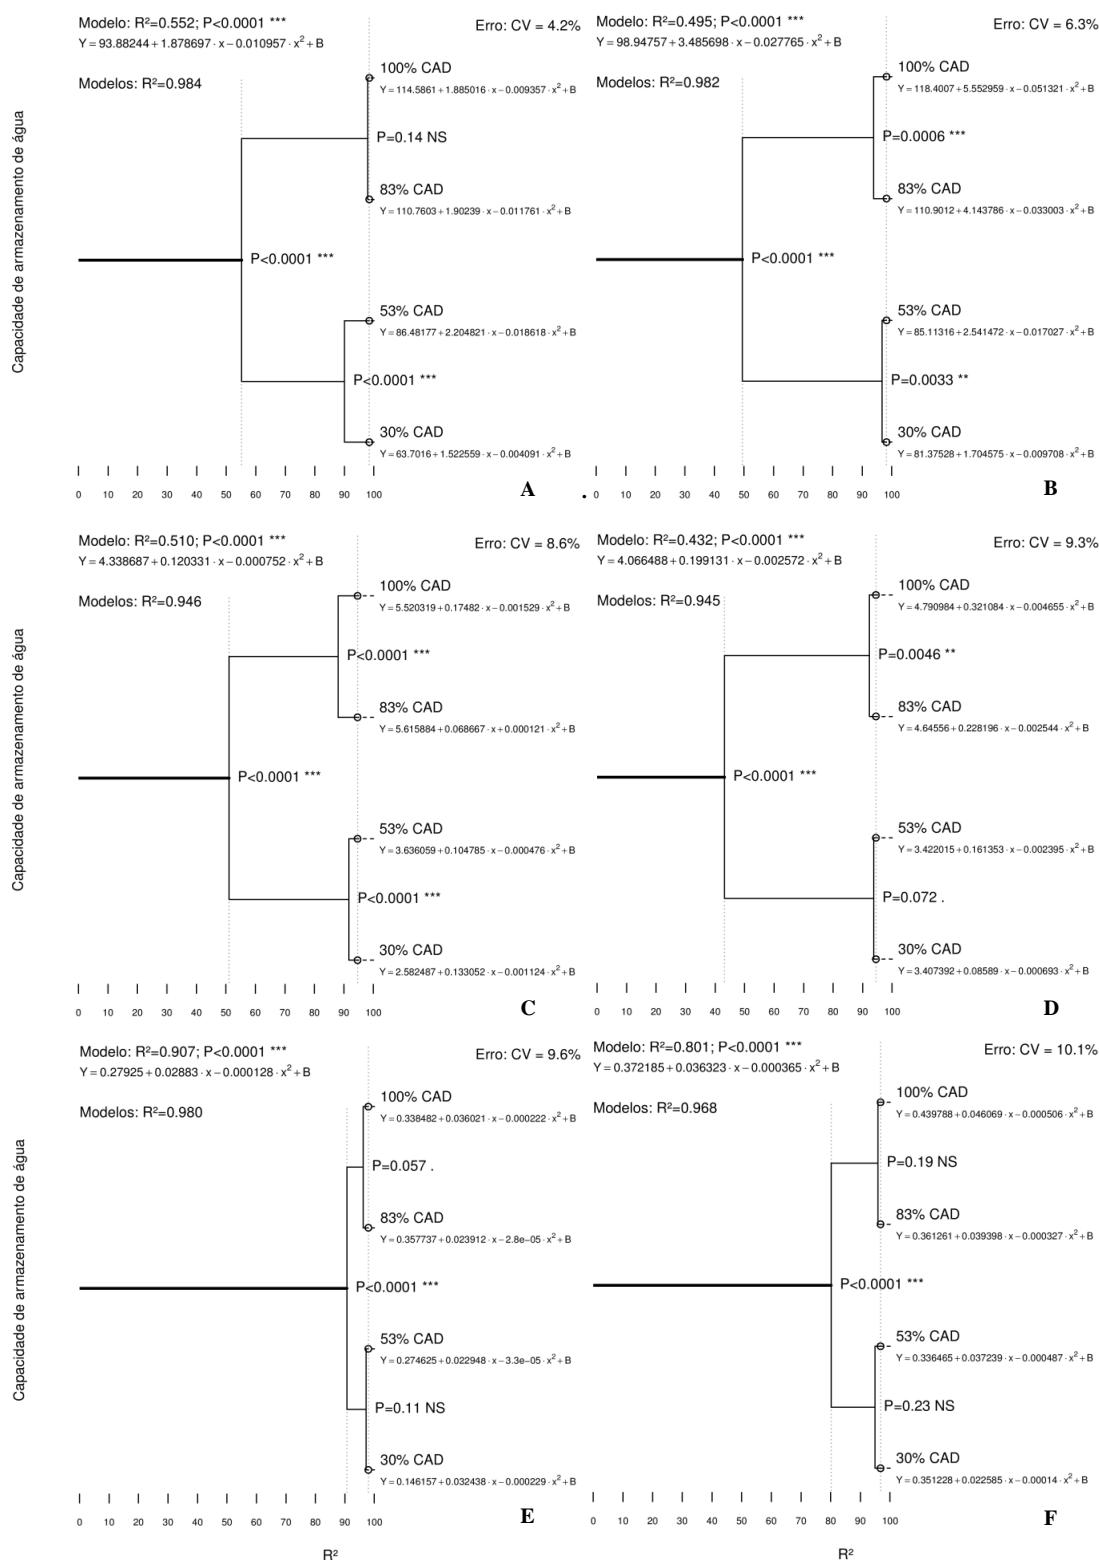 Modelo: R²=0.552; P<0.0001 ***
Y = 93.88244 + 1.878697 · x − 0.010957 · x² + B
Erro: CV = 4.2%
Modelos: R²=0.984
Capacidade de armazenamento de água
100% CAD
Y = 114.5861 + 1.885016 · x − 0.009357 · x² + B
P=0.14 NS
83% CAD
Y = 110.7603 + 1.90239 · x − 0.011761 · x² + B
P<0.0001 ***
53% CAD
Y = 86.48177 + 2.204821 · x − 0.018618 · x² + B
P<0.0001 ***
30% CAD
Y = 63.7016 + 1.522559 · x − 0.004091 · x² + B
0 10 20 30 40 50 60 70 80 90 100
A
Modelo: R²=0.495; P<0.0001 ***
Y = 98.94757 + 3.485698 · x − 0.027765 · x² + B
Erro: CV = 6.3%
Modelos: R²=0.982
100% CAD
Y = 118.4007 + 5.552959 · x − 0.051321 · x² + B
P=0.0006 ***
83% CAD
Y = 110.9012 + 4.143786 · x − 0.033003 · x² + B
P<0.0001 ***
53% CAD
Y = 85.11316 + 2.541472 · x − 0.017027 · x² + B
P=0.0033 **
30% CAD
Y = 81.37528 + 1.704575 · x − 0.009708 · x² + B
. 0 10 20 30 40 50 60 70 80 90 100
B
Modelo: R²=0.510; P<0.0001 ***
Y = 4.338687 + 0.120331 · x − 0.000752 · x² + B
Erro: CV = 8.6%
Modelos: R²=0.946
Capacidade de armazenamento de água
100% CAD
Y = 5.520319 + 0.17482 · x − 0.001529 · x² + B
P<0.0001 ***
83% CAD
Y = 5.615884 + 0.068667 · x + 0.000121 · x² + B
P<0.0001 ***
53% CAD
Y = 3.636059 + 0.104785 · x − 0.000476 · x² + B
P<0.0001 ***
30% CAD
Y = 2.582487 + 0.133052 · x − 0.001124 · x² + B
0 10 20 30 40 50 60 70 80 90 100
C
Modelo: R²=0.432; P<0.0001 ***
Y = 4.066488 + 0.199131 · x − 0.002572 · x² + B
Erro: CV = 9.3%
Modelos: R²=0.945
100% CAD
Y = 4.790984 + 0.321084 · x − 0.004655 · x² + B
P=0.0046 **
83% CAD
Y = 4.64556 + 0.228196 · x − 0.002544 · x² + B
P<0.0001 ***
53% CAD
Y = 3.422015 + 0.161353 · x − 0.002395 · x² + B
P=0.072 .
30% CAD
Y = 3.407392 + 0.08589 · x − 0.000693 · x² + B
0 10 20 30 40 50 60 70 80 90 100
D
Modelo: R²=0.907; P<0.0001 ***
Y = 0.27925 + 0.02883 · x − 0.000128 · x² + B
Erro: CV = 9.6%
Modelos: R²=0.980
Capacidade de armazenamento de água
100% CAD
Y = 0.338482 + 0.036021 · x − 0.000222 · x² + B
P=0.057 .
83% CAD
Y = 0.357737 + 0.023912 · x − 2.8e−05 · x² + B
P<0.0001 ***
53% CAD
Y = 0.274625 + 0.022948 · x − 3.3e−05 · x² + B
P=0.11 NS
30% CAD
Y = 0.146157 + 0.032438 · x − 0.000229 · x² + B
0 10 20 30 40 50 60 70 80 90 100
E
R²
Modelo: R²=0.801; P<0.0001 ***
Y = 0.372185 + 0.036323 · x − 0.000365 · x² + B
Erro: CV = 10.1%
Modelos: R²=0.968
100% CAD
Y = 0.439788 + 0.046069 · x − 0.000506 · x² + B
P=0.19 NS
83% CAD
Y = 0.361261 + 0.039398 · x − 0.000327 · x² + B
P<0.0001 ***
53% CAD
Y = 0.336465 + 0.037239 · x − 0.000487 · x² + B
P=0.23 NS
30% CAD
Y = 0.351228 + 0.022585 · x − 0.00014 · x² + B
0 10 20 30 40 50 60 70 80 90 100
F
R²